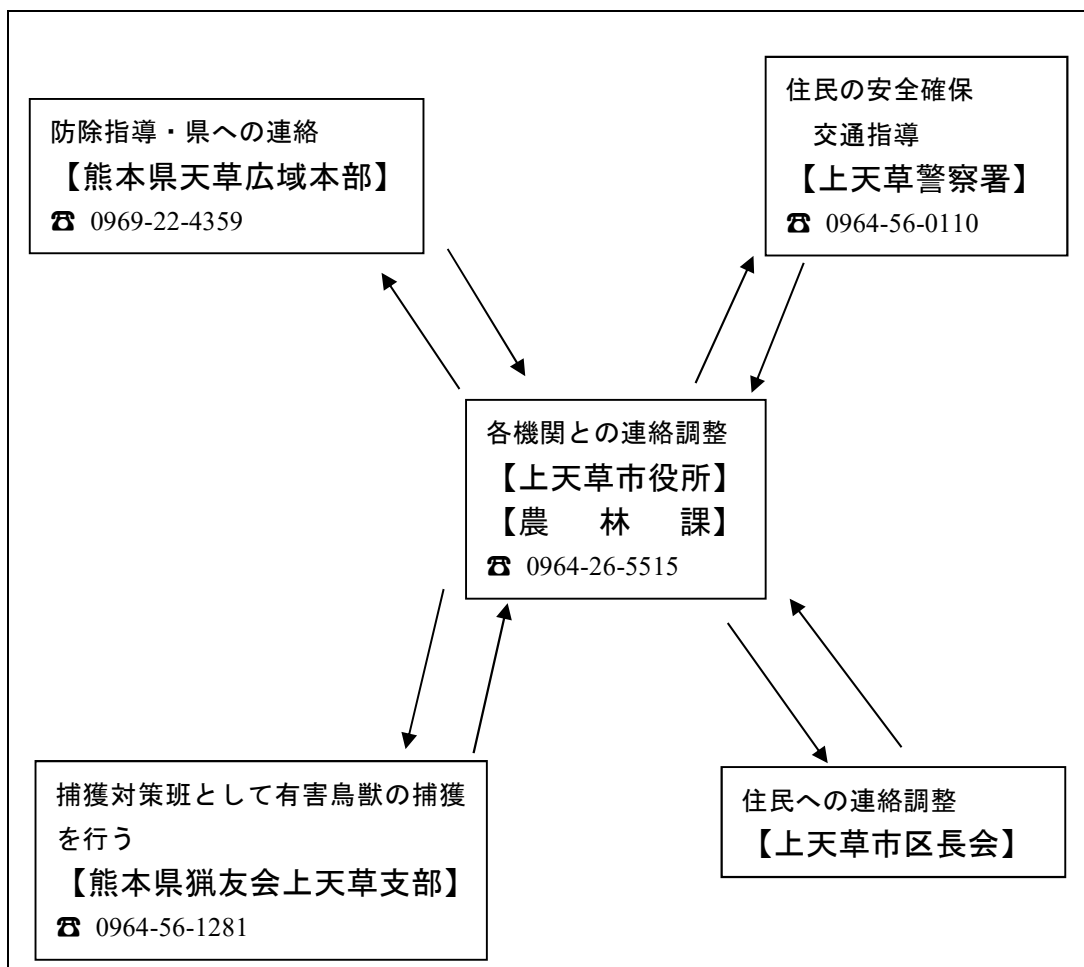 防除指導・県への連絡
【熊本県天草広域本部】
☎ 0969-22-4359
住民の安全確保
交通指導
【上天草警察署】
☎ 0964-56-0110
各機関との連絡調整
【上天草市役所】
【農　林　課】
☎ 0964-26-5515
捕獲対策班として有害鳥獣の捕獲
を行う
【熊本県猟友会上天草支部】
☎ 0964-56-1281
住民への連絡調整
【上天草市区長会】